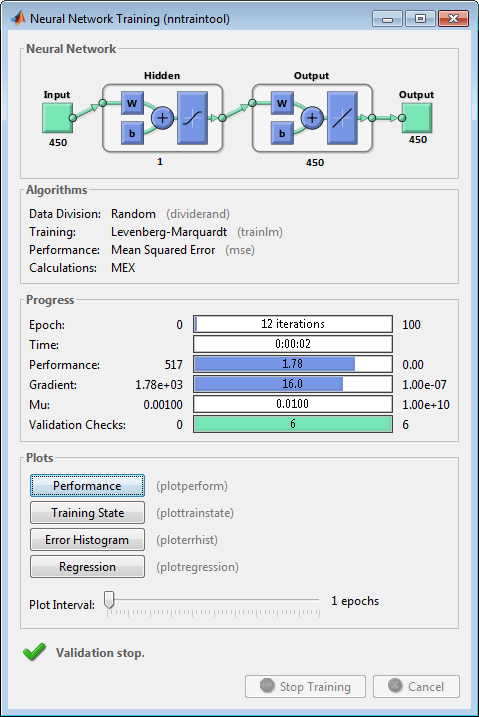 Neural Network Training (nntraintool)
Neural Network
Hidden Output
Input Output
W W
b b
+ +
450 450
1 450
Algorithms
Data Division: Random (dividerand)
Training: Levenberg-Marquardt (trainlm)
Performance: Mean Squared Error (mse)
Calculations: MEX
Progress
Epoch: 0 12 iterations 100
Time: 0:00:02
Performance: 517 1.78 0.00
Gradient: 1.78e+03 16.0 1.00e-07
Mu: 0.00100 0.0100 1.00e+10
Validation Checks: 0 6 6
Plots
Performance (plotperform)
Training State (plottrainstate)
Error Histogram (ploterrhist)
Regression (plotregression)
Plot Interval: 1 epochs
Validation stop.
Stop Training Cancel